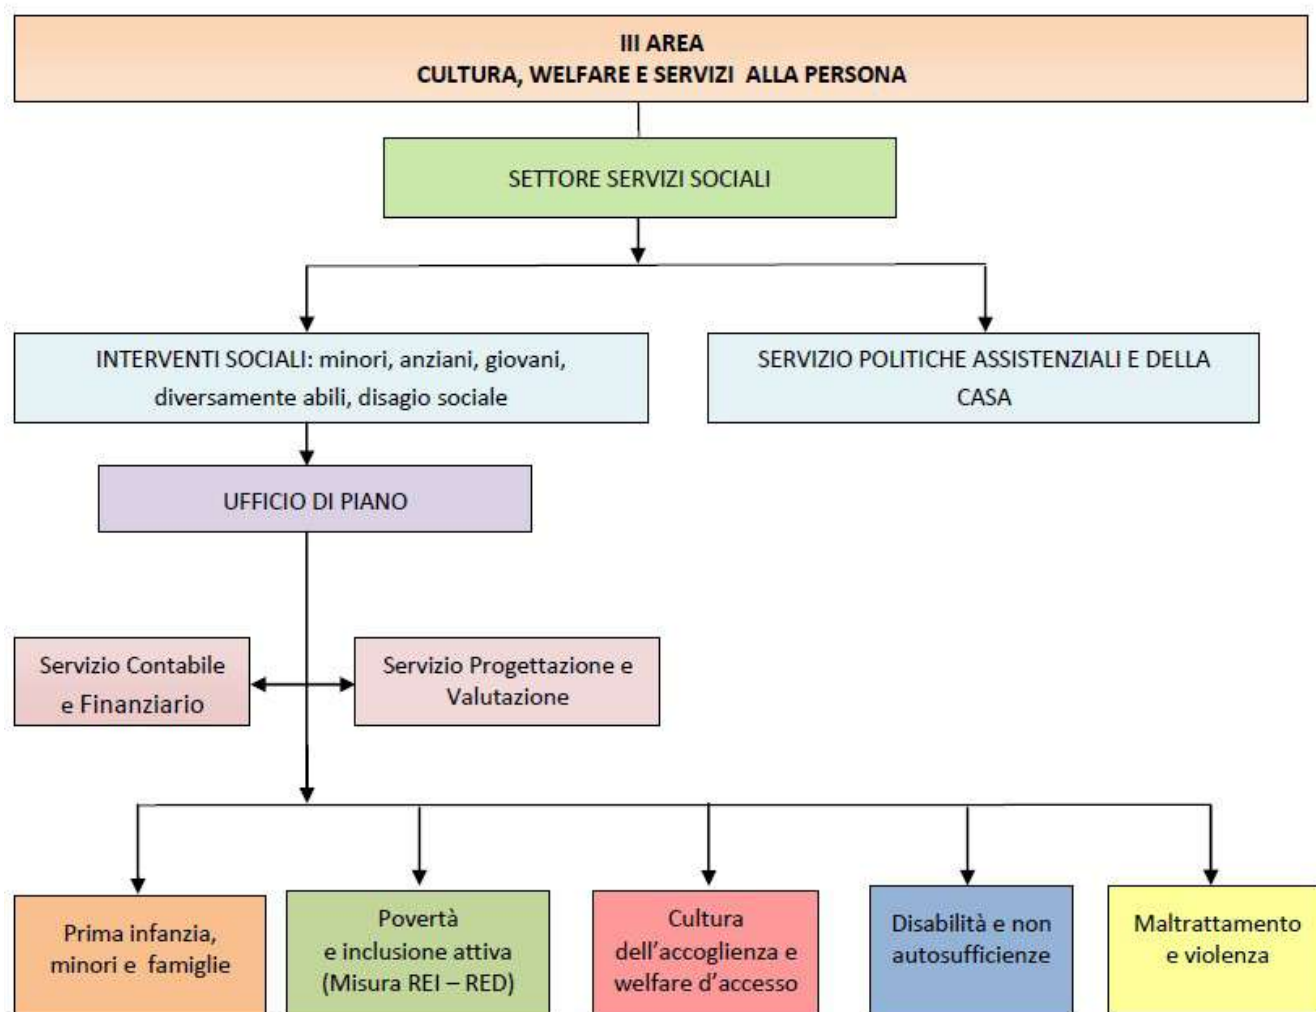 III AREA
CULTURA, WELFARE E SERVIZI ALLA PERSONA
SETTORE SERVIZI SOCIALI
INTERVENTI SOCIALI: minori, anziani, giovani,
diversamente abili, disagio sociale
SERVIZIO POLITICHE ASSISTENZIALI E DELLA
CASA
UFFICIO DI PIANO
Servizio Contabile
e Finanziario
Servizio Progettazione e
Valutazione
Prima infanzia,
minori e famiglie
Povertà
e inclusione attiva
(Misura REI – RED)
Cultura
dell’accoglienza e
welfare d’accesso
Disabilità e non
autosufficienze
Maltrattamento
e violenza